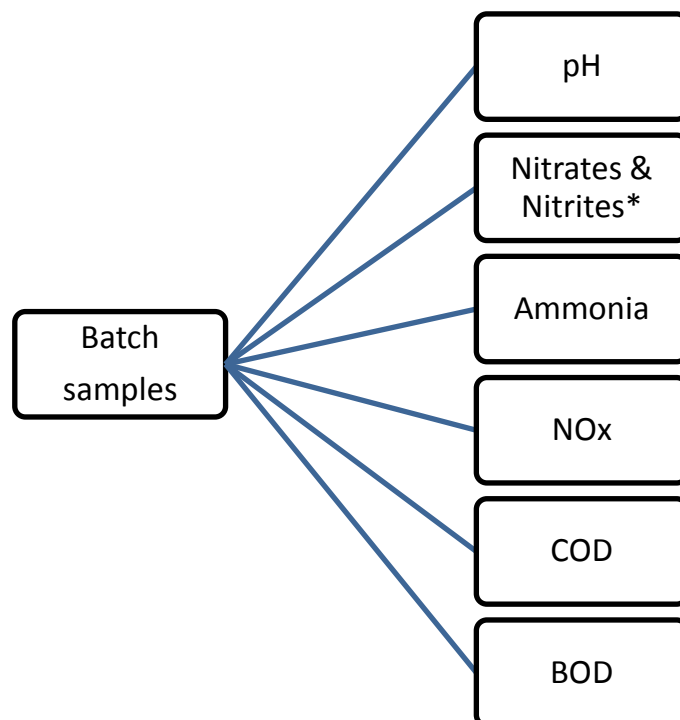 pH
Nitrates &
Nitrites*
Ammonia
Batch
samples
NOx
COD
BOD